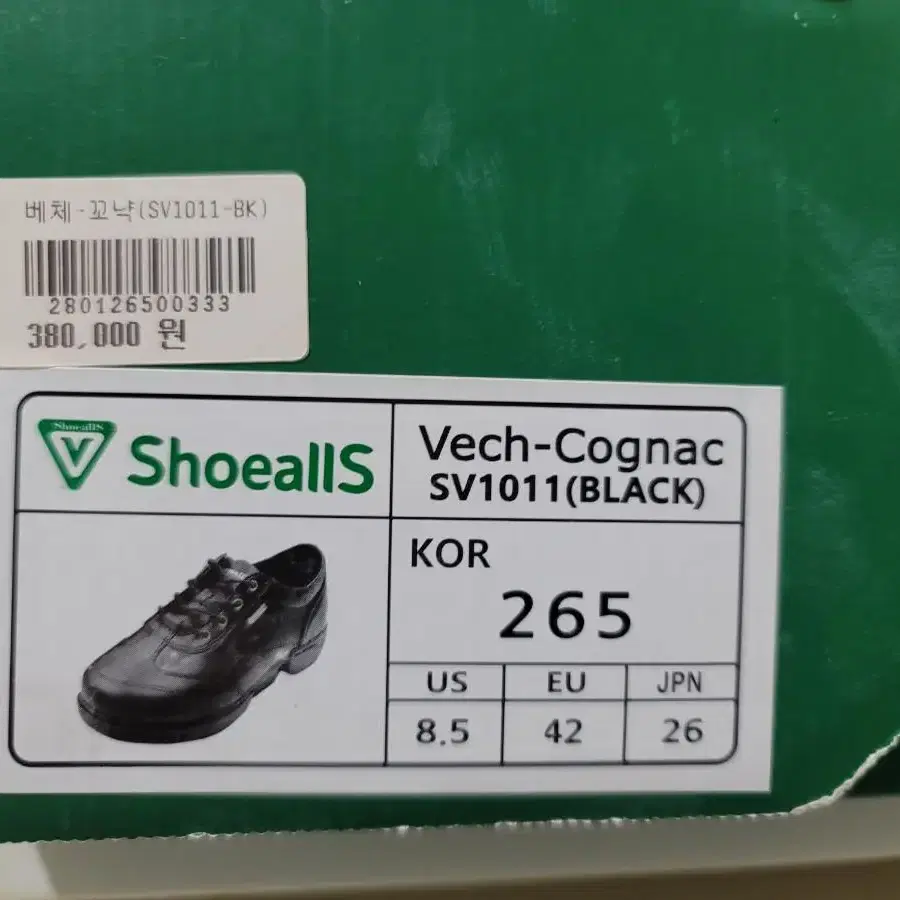 베체-꼬냑(SV1011-BK)
280126500333
380,000 원
ShoeallS
V
ShoeallS
Vech-Cognac
SV1011(BLACK)
KOR
265
US EU JPN
8.5 42 26